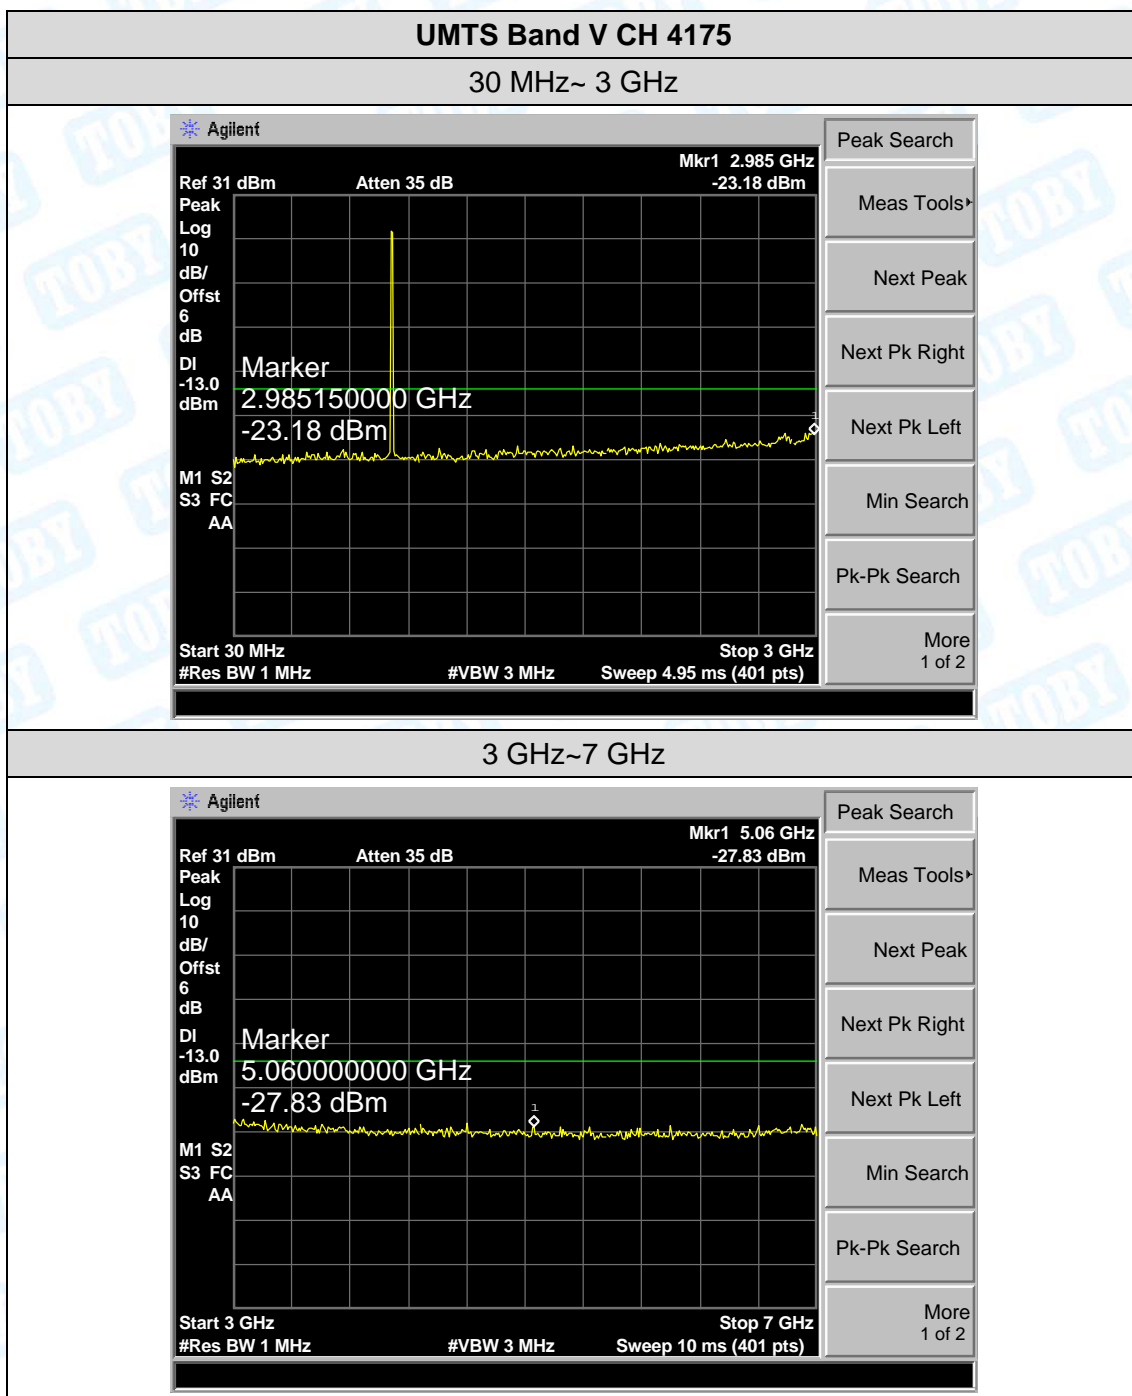 UMTS Band V CH 4175
30 MHz~ 3 GHz
Agilent
Peak Search
Mkr1 2.985 GHz
Ref 31 dBm Atten 35 dB -23.18 dBm
Peak
Log
10
dB/
Offst
6
dB
DI
-13.0
dBm
Marker
2.985150000 GHz
-23.18 dBm
1
M1 S2
S3 FC
AA
Start 30 MHz Stop 3 GHz
#Res BW 1 MHz #VBW 3 MHz Sweep 4.95 ms (401 pts)
Meas Tools
Next Peak
Next Pk Right
Next Pk Left
Min Search
Pk-Pk Search
More
1 of 2
3 GHz~7 GHz
Agilent
Peak Search
Mkr1 5.06 GHz
Ref 31 dBm Atten 35 dB -27.83 dBm
Peak
Log
10
dB/
Offst
6
dB
DI
-13.0
dBm
Marker
5.060000000 GHz
-27.83 dBm
1
M1 S2
S3 FC
AA
Start 3 GHz Stop 7 GHz
#Res BW 1 MHz #VBW 3 MHz Sweep 10 ms (401 pts)
Meas Tools
Next Peak
Next Pk Right
Next Pk Left
Min Search
Pk-Pk Search
More
1 of 2
TOBY